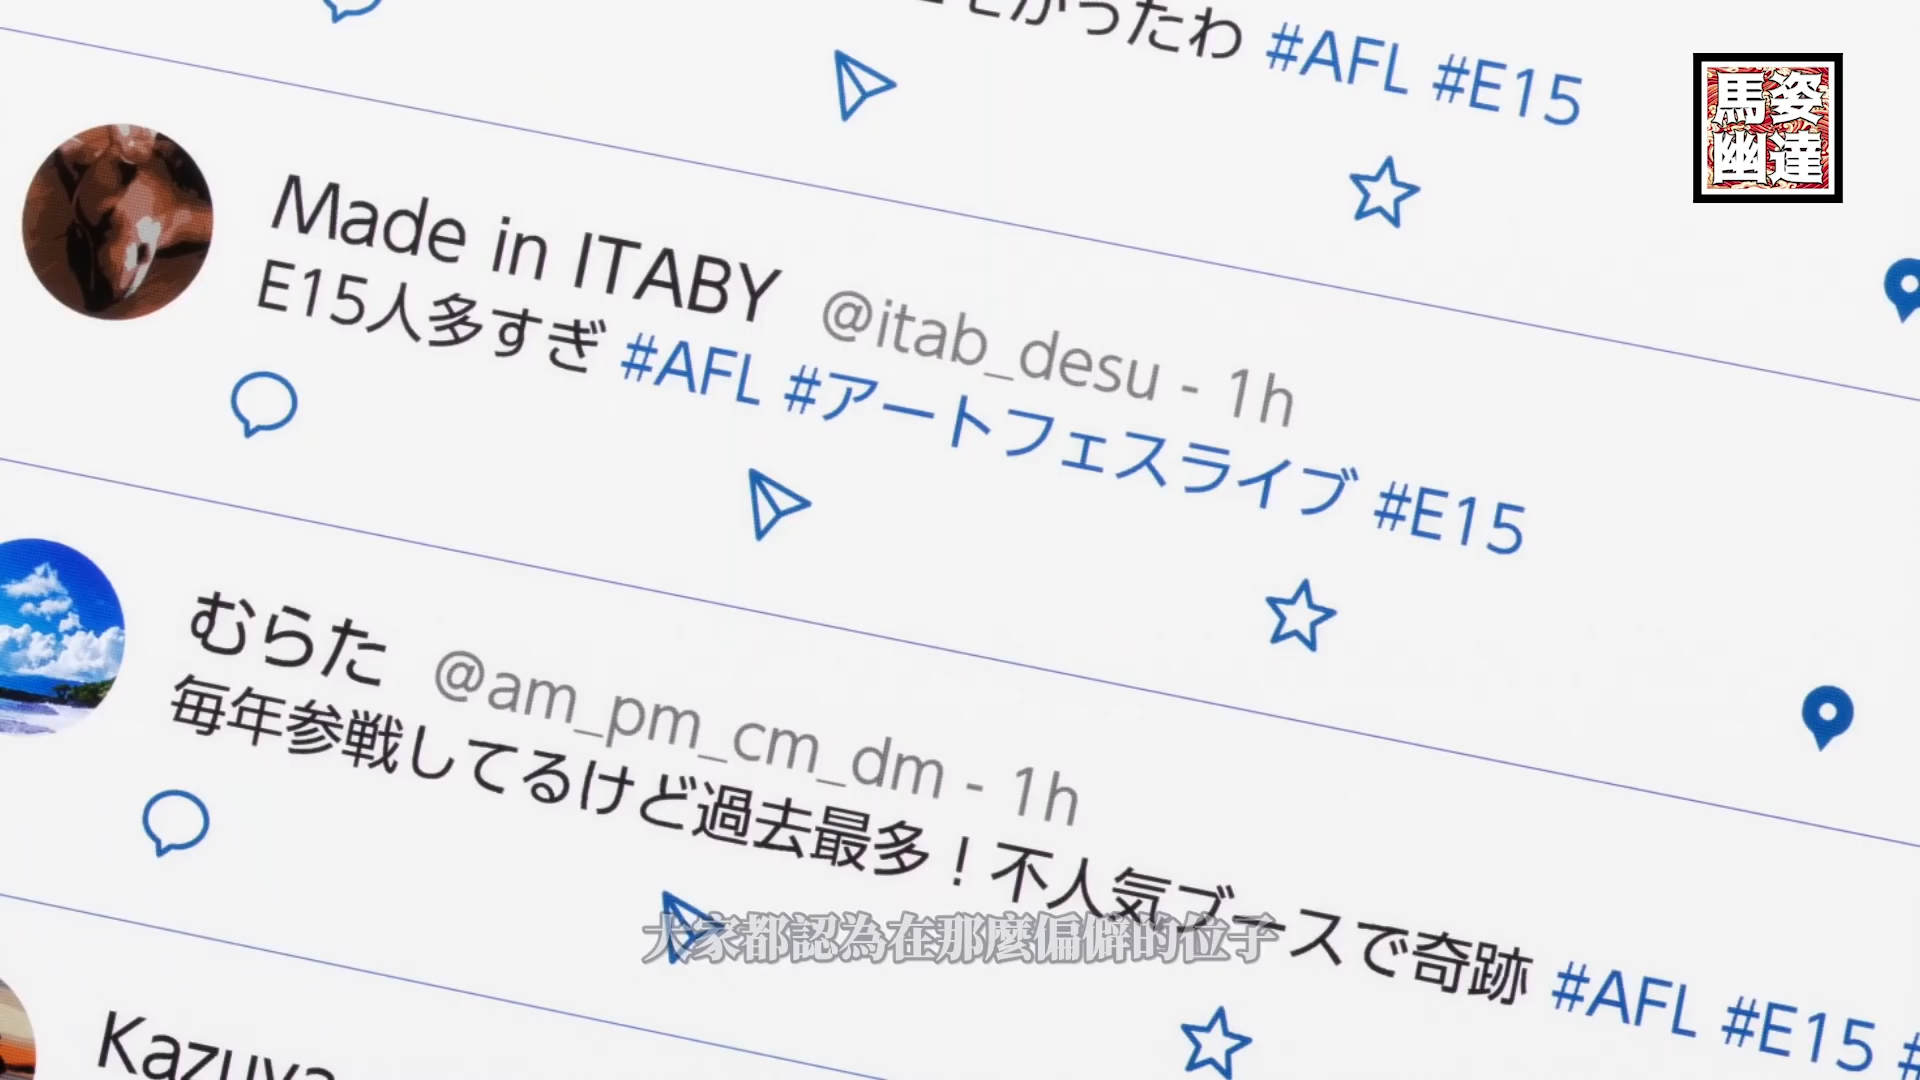 ったわ #AFL #E15
馬姿
幽達
Made in ITABY @itab_desu - 1h
E15人多すぎ #AFL #アートフェスライブ #E15
むらた @am_pm_cm_dm - 1h
毎年参戦してるけど過去最多！不人気ブースで奇跡 #AFL #E15 #
大家都認為在那麼偏僻的位子
Kazuya